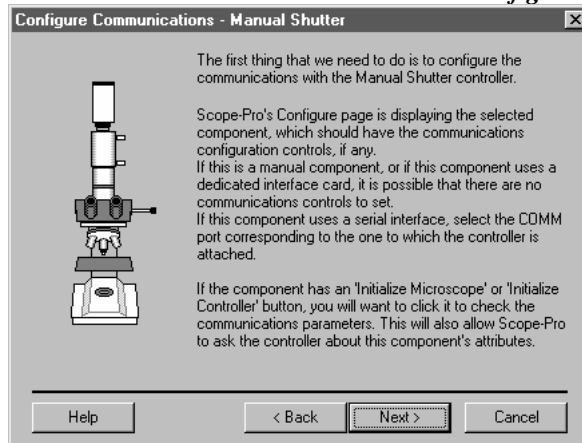 Configure Communications - Manual Shutter
The first thing that we need to do is to configure the
communications with the Manual Shutter controller.
Scope-Pro's Configure page is displaying the selected
component, which should have the communications
configuration controls, if any.
If this is a manual component, or if this component uses a
dedicated interface card, it is possible that there are no
communications controls to set.
If this component uses a serial interface, select the COMM
port corresponding to the one to which the controller is
attached.
If the component has an 'Initialize Microscope' or 'Initialize
Controller' button, you will want to click it to check the
communications parameters. This will also allow Scope-Pro
to ask the controller about this component's attributes.
Help
< Back
Next >
Cancel